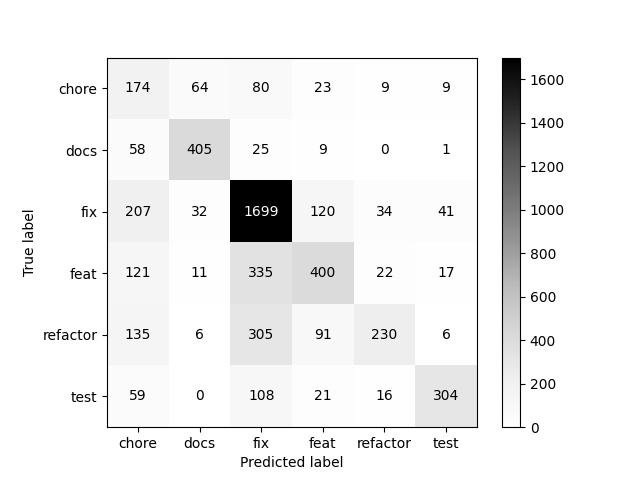 chore 174 64 80 23 9 9
docs 58 405 25 9 0 1
fix 207 32 1699 120 34 41
feat 121 11 335 400 22 17
refactor 135 6 305 91 230 6
test 59 0 108 21 16 304
chore docs fix feat refactor test
Predicted label
True label
1600
1400
1200
1000
800
600
400
200
0